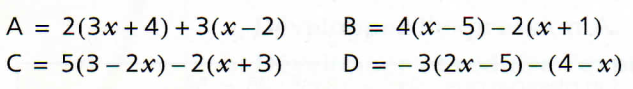 A = 2(3x + 4) + 3(x – 2) B = 4(x – 5) – 2(x + 1)
C = 5(3 – 2x) – 2(x + 3) D = – 3(2x – 5) – (4 – x)